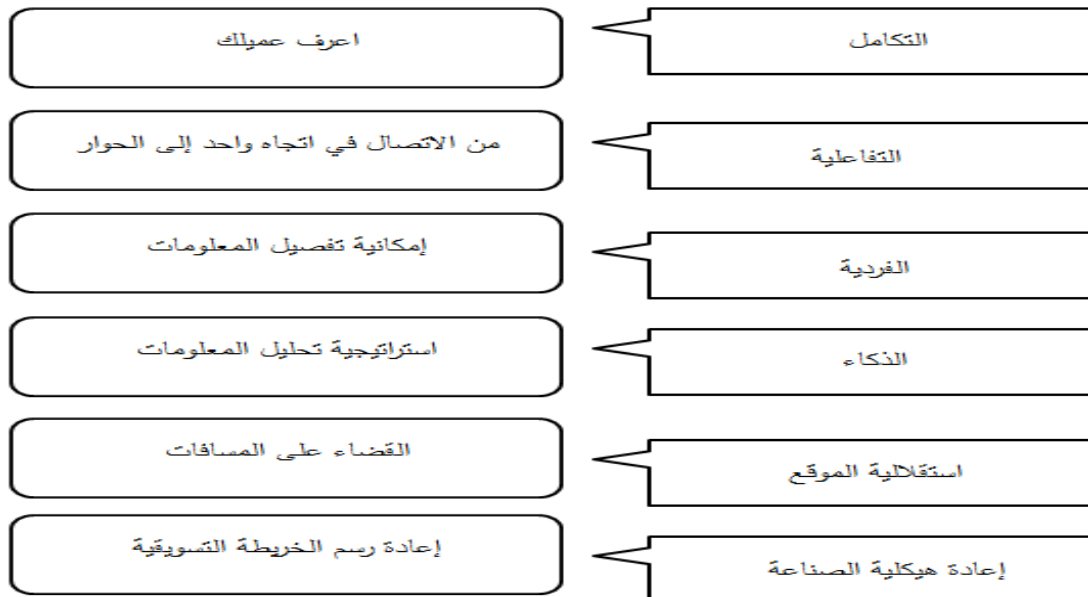 التكامل
اعرف عميلك
التفاعلية
من الاتصال في اتجاه واحد إلى الحوار
الفردية
إمكانية تفصيل المعلومات
الذكاء
استراتيجية تحليل المعلومات
استقلالية الموقع
القضاء على المسافات
إعادة هيكلية الصناعة
إعادة رسم الخريطة التسويقية